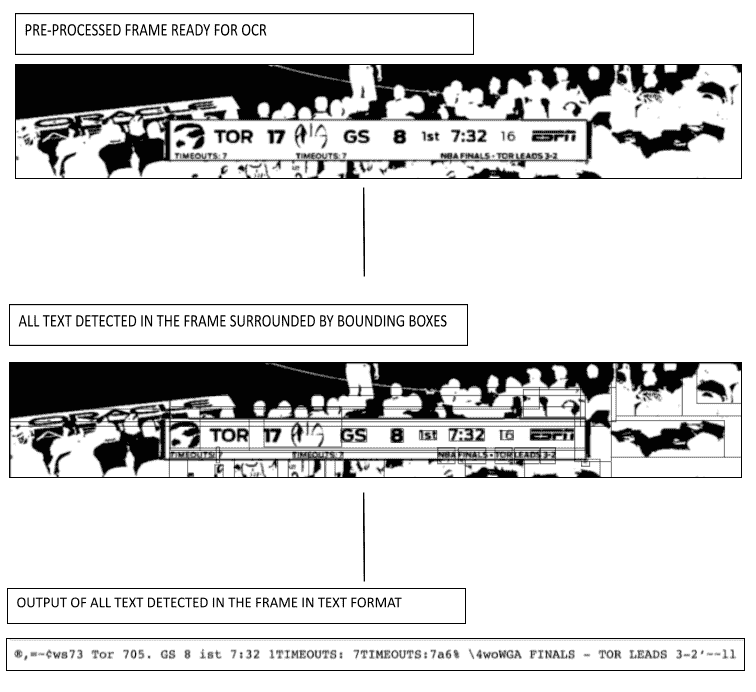 PRE-PROCESSED FRAME READY FOR OCR
ORACLE
TOR 17 GS 8 1st 7:32 16 ESPN
TIMEOUTS: 7 TIMEOUTS: 7 NBA FINALS - TOR LEADS 3-2
ALL TEXT DETECTED IN THE FRAME SURROUNDED BY BOUNDING BOXES
ORACLE
TOR 17 GS 8 1st 7:32 16 ESPN
TIMEOUTS: 7 TIMEOUTS: 7 NBA FINALS - TOR LEADS 3-2
OUTPUT OF ALL TEXT DETECTED IN THE FRAME IN TEXT FORMAT
®,=~¢ws73 Tor 705. GS 8 ist 7:32 1TIMEOUTS: 7TIMEOUTS:7a6% \4woWGA FINALS - TOR LEADS 3-2'~~11